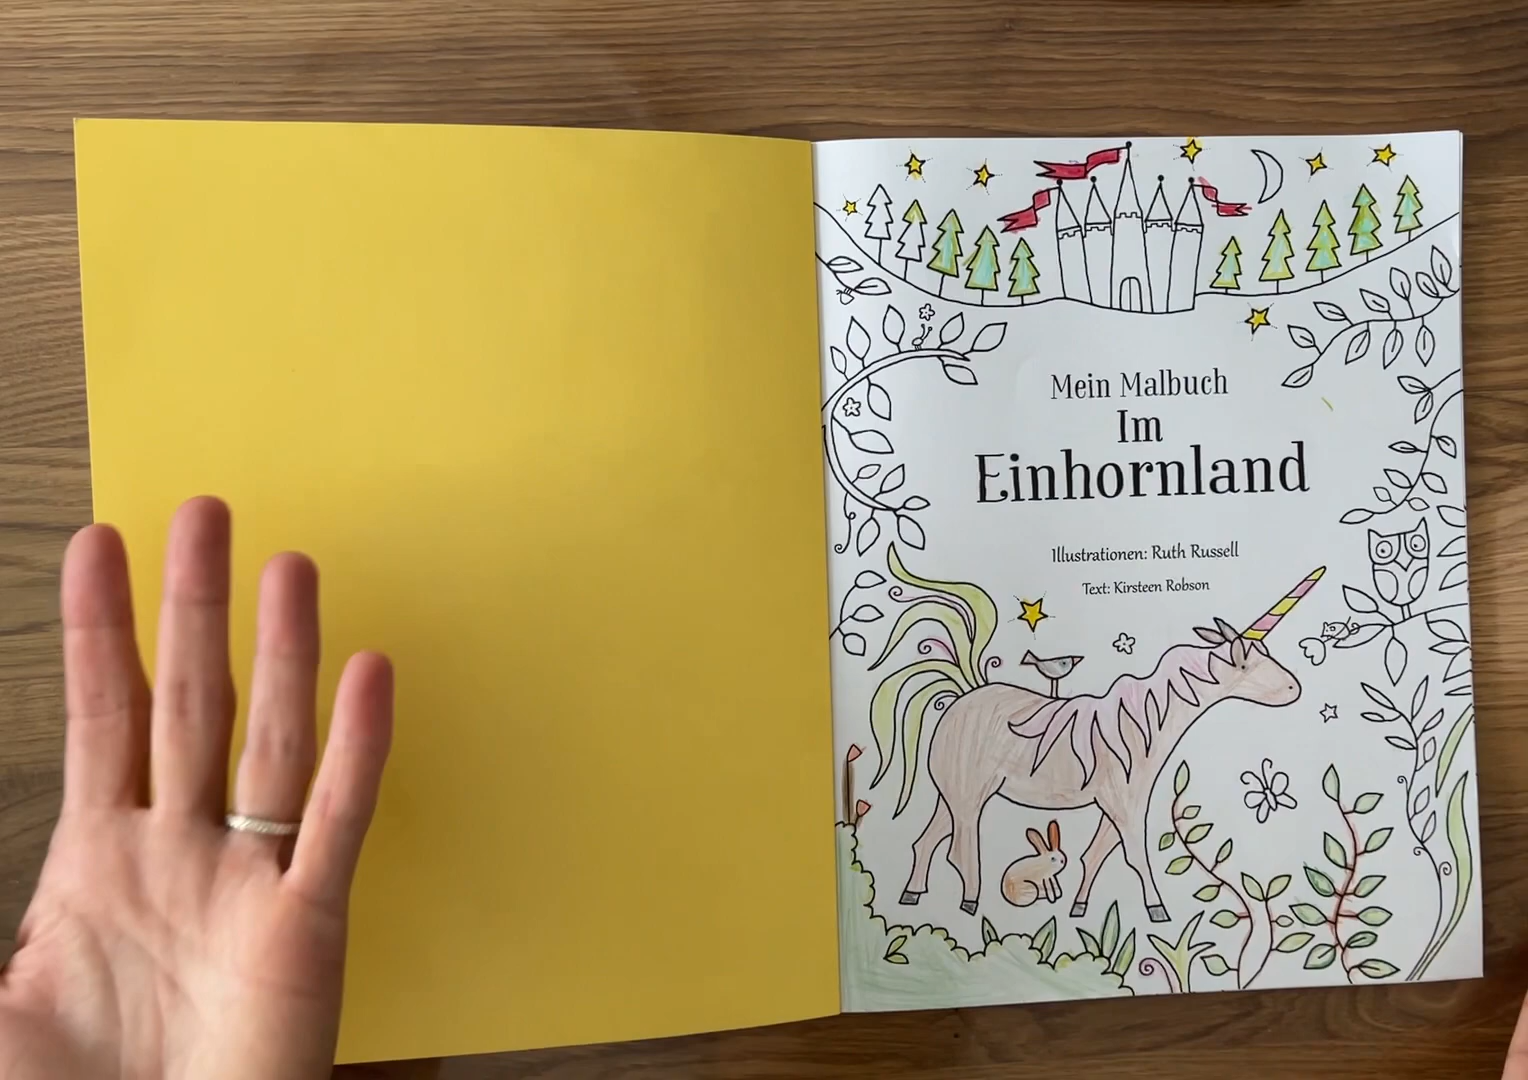 Mein Malbuch
Im
Einhornland
Illustrationen: Ruth Russell
Text: Kirsteen Robson